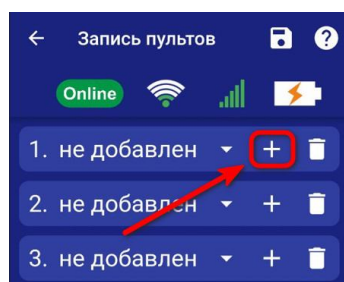 Запись пультов
Online
1. не добавлен
2. не добавлен
3. не добавлен